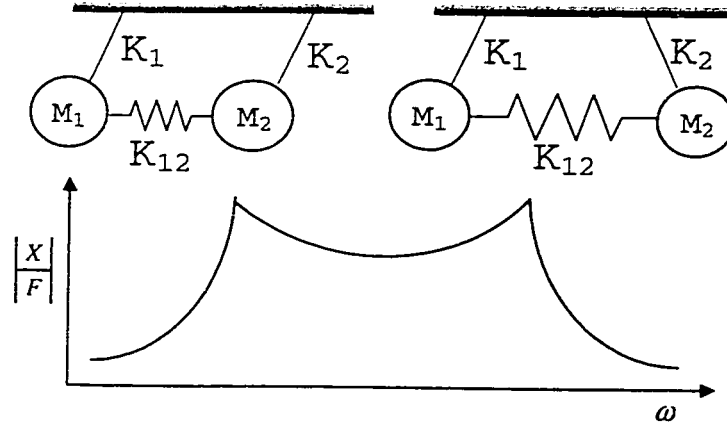 K₁ K₂ K₁ K₂
M₁ M₂ M₁ M₂
K₁₂ K₁₂
|X/F|
ω